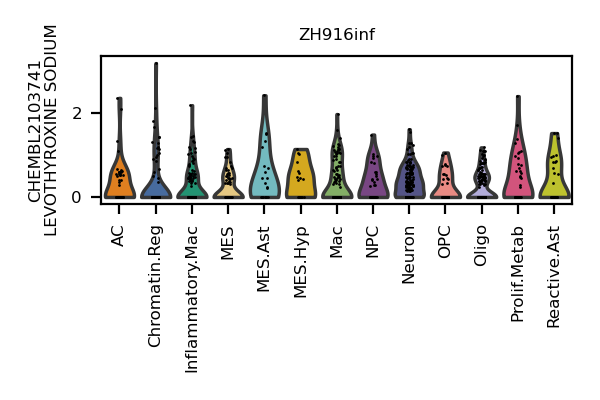 ZH916inf
CHEMBL2103741
LEVOTHYROXINE SODIUM
2
0
AC
Chromatin.Reg
Inflammatory.Mac
MES
MES.Ast
MES.Hyp
Mac
NPC
Neuron
OPC
Oligo
Prolif.Metab
Reactive.Ast